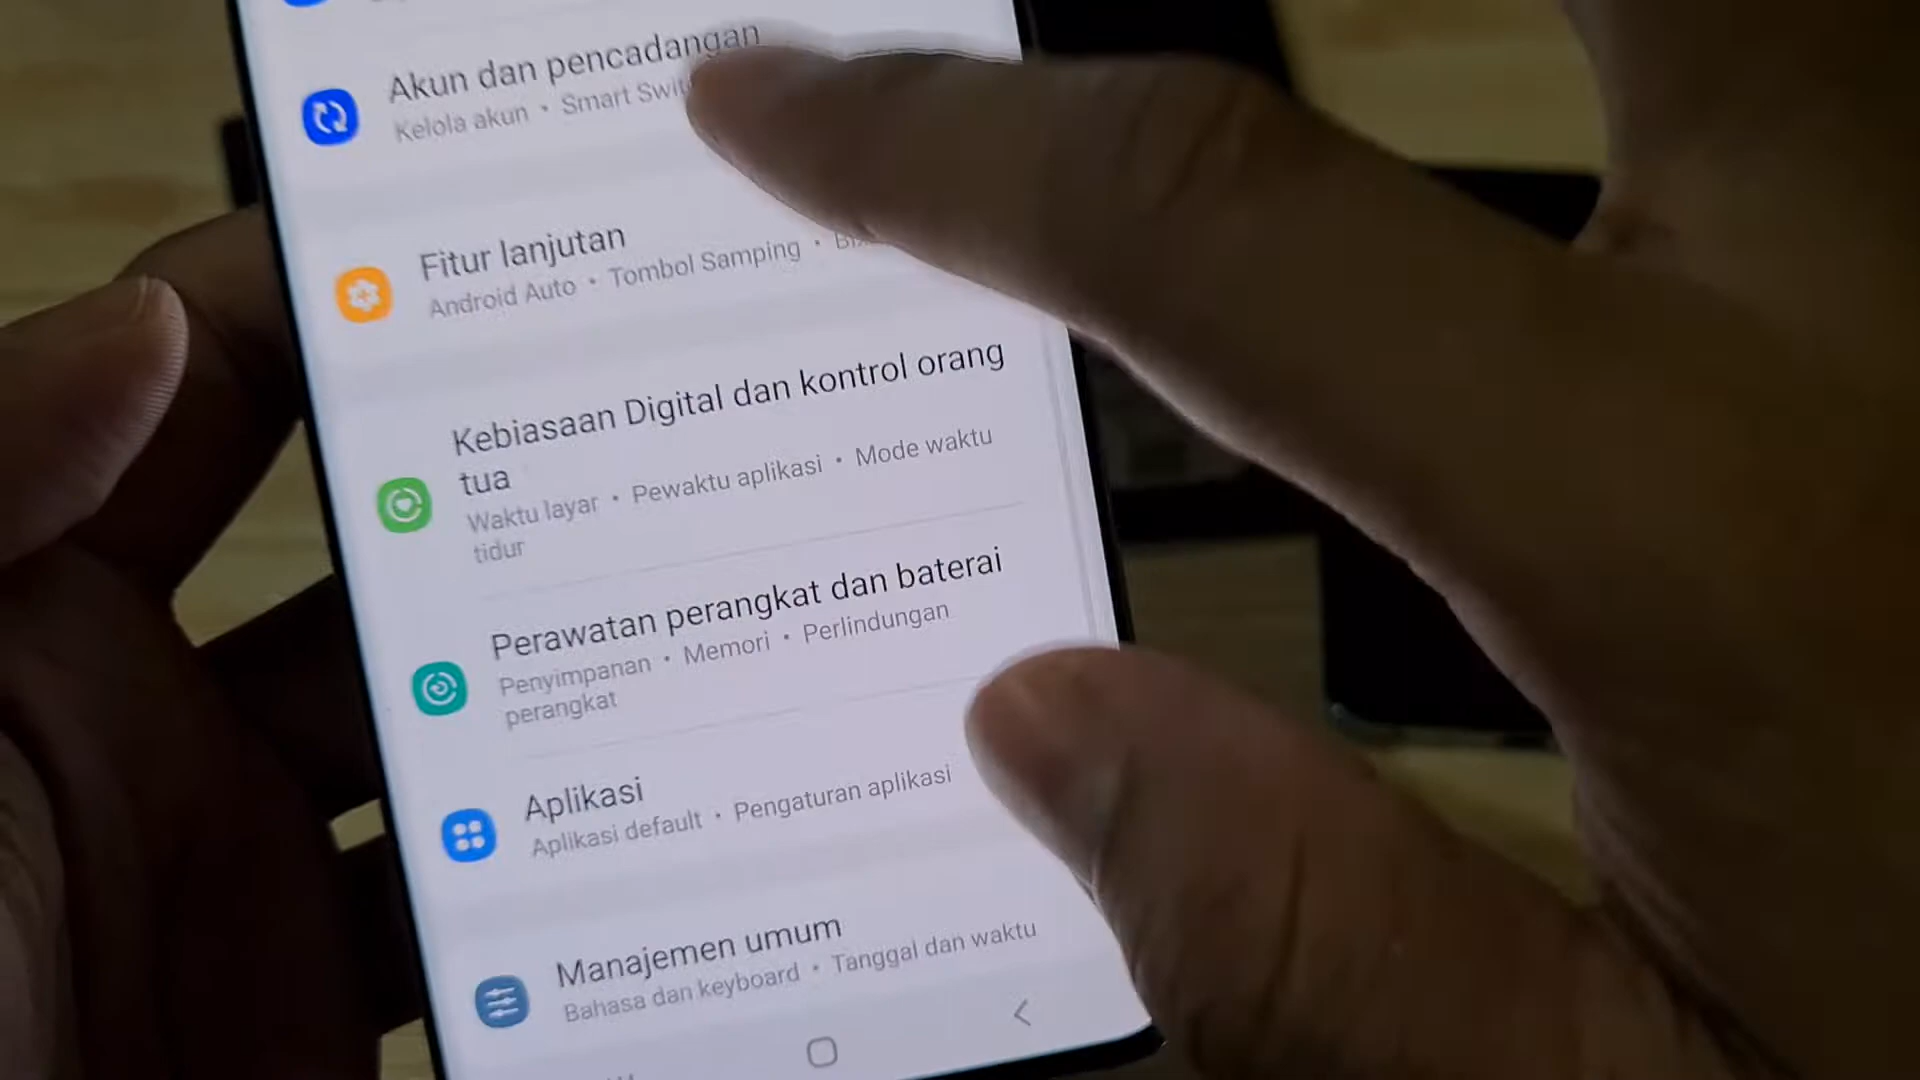 Akun dan pencadangan
Kelola akun • Smart
Fitur lanjutan
Android Auto • Tombol Samping •
Kebiasaan Digital dan kontrol orang
tua
Waktu layar • Pewaktu aplikasi • Mode waktu
tidur
Perawatan perangkat dan baterai
Penyimpanan • Memori • Perlindungan
perangkat
Aplikasi
Aplikasi default • Pengaturan aplikasi
Manajemen umum
Bahasa dan keyboard • Tanggal dan waktu